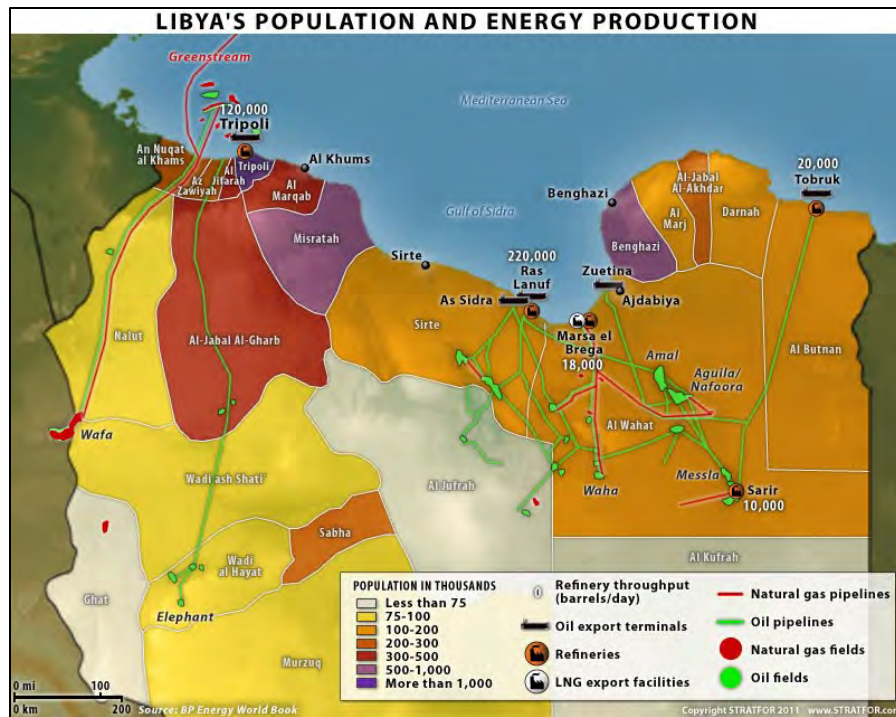 LIBYA'S POPULATION AND ENERGY PRODUCTION
Greenstream
Mediterranean Sea
120,000
Tripoli
An Nuqat
al Khams
Az
Zawiyah
Al
Jifarah
Tripoli
Al Khums
Al
Marqab
Misratah
Gulf of Sidra
Benghazi
Benghazi
Al
Marj
Al-Jabal
Al-Akhdar
Darnah
20,000
Tobruk
Sirte
Sirte
220,000
Ras
Lanuf
As Sidra
Zuetina
Ajdabiya
Marsa el
Brega
18,000
Nalut
Al-Jabal Al-Gharb
Amal
Aguila/
Nafoora
Al Butnan
Al Wahat
Wafa
Wadi ash Shati'
Al Jufrah
Waha
Messla
Sarir
10,000
Sabha
Wadi
al Hayat
Ghat
Elephant
Murzuq
Al Kufrah
POPULATION IN THOUSANDS
Less than 75
75-100
100-200
200-300
300-500
500-1,000
More than 1,000
0
Refinery throughput
(barrels/day)
Oil export terminals
Refineries
LNG export facilities
Natural gas pipelines
Oil pipelines
Natural gas fields
Oil fields
0 mi 100
0 km 200
Source: BP Energy World Book
Copyright STRATFOR 2011 www.STRATFOR.com